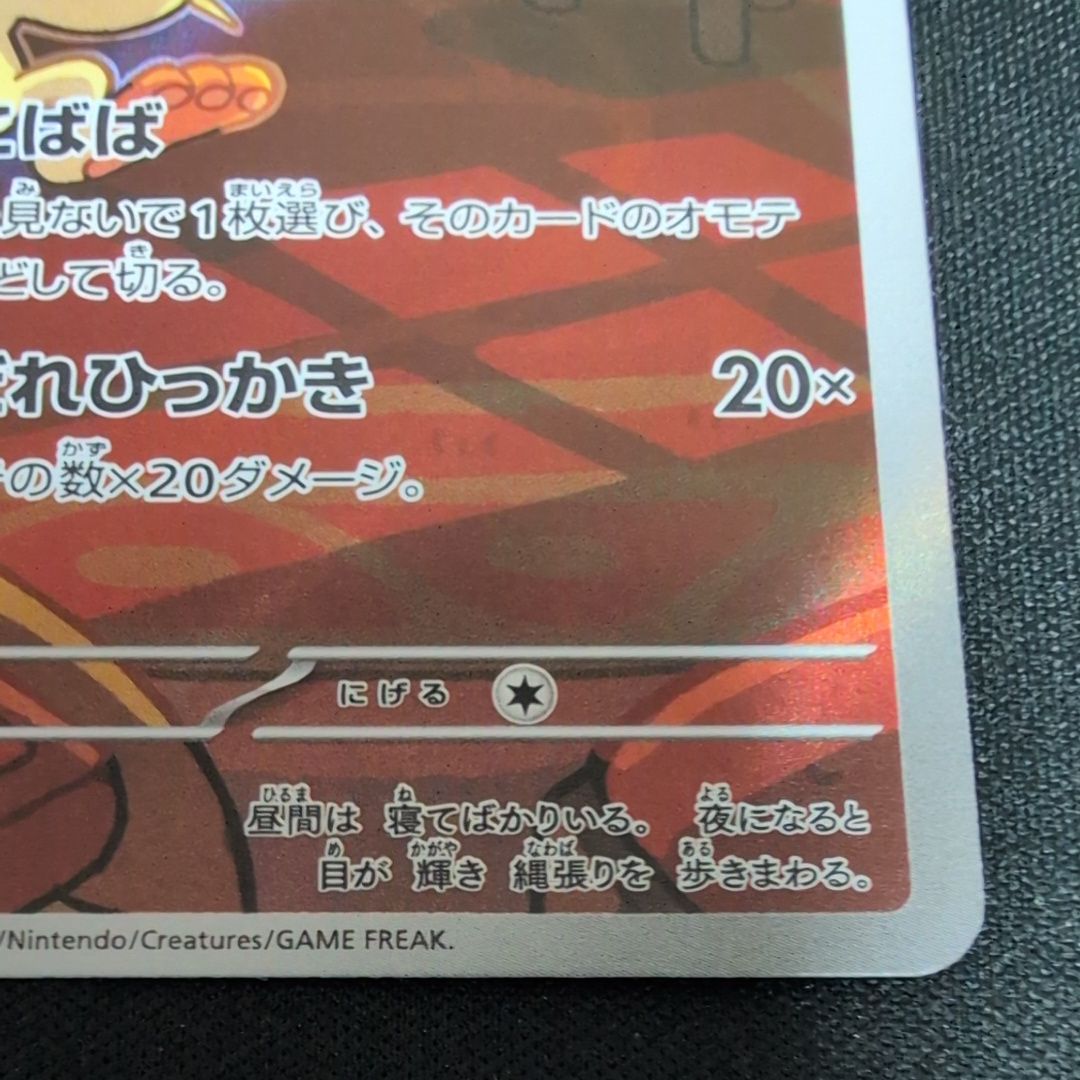 こばば
見ないで1枚選び、そのカードのオモテ
どして切る。
だれひっかき 20×
の数×20ダメージ。
にげる
昼間は 寝てばかりいる。 夜になると
目が 輝き 縄張りを 歩きまわる。
/Nintendo/Creatures/GAME FREAK.